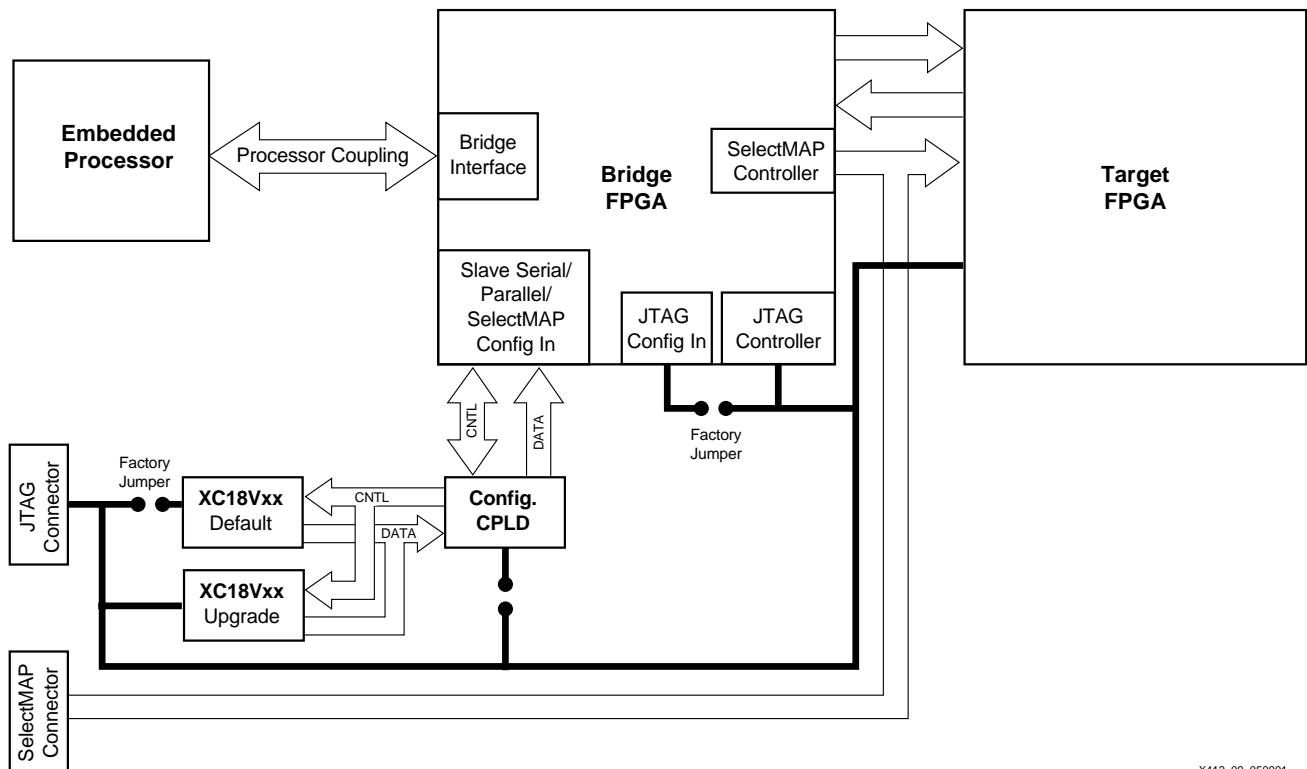 Embedded
Processor
Processor Coupling
Bridge
Interface
Bridge
FPGA
SelectMAP
Controller
Target
FPGA
Slave Serial/
Parallel/
SelectMAP
Config In
JTAG
Config In
JTAG
Controller
CNTL
DATA
Factory
Jumper
JTAG
Connector
Factory
Jumper
XC18Vxx
Default
CNTL
DATA
Config.
CPLD
XC18Vxx
Upgrade
SelectMAP
Connector